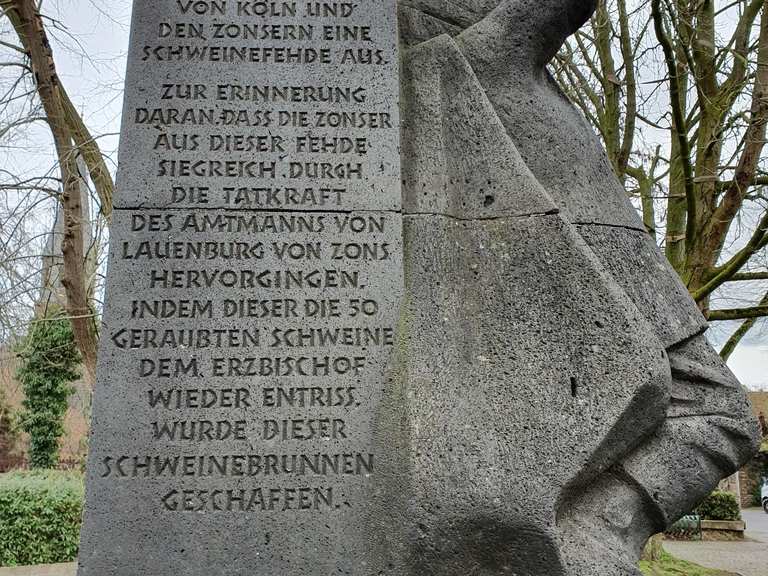 VON KÖLN UND
DEN ZONSERN EINE
SCHWEINEFEHDE AUS.
ZUR ERINNERUNG
DARAN, DASS DIE ZONSER
AUS DIESER FEHDE
SIEGREICH DURCH
DIE TATKRAFT
DES AMTMANNS VON
LAUENBURG VON ZONS
HERVORGINGEN,
INDEM DIESER DIE 50
GERAUBTEN SCHWEINE
DEM ERZBISCHOF
WIEDER ENTRISS,
WURDE DIESER
SCHWEINEBRUNNEN
GESCHAFFEN.